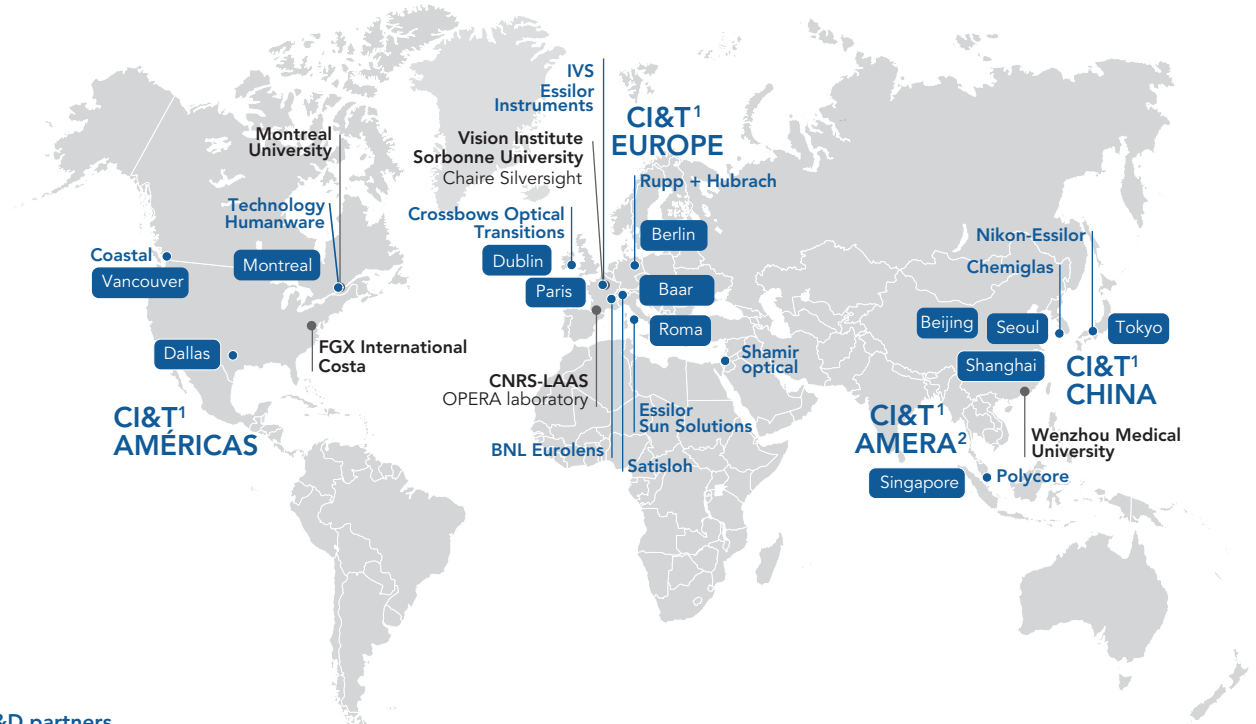 IVS
Essilor
Instruments
CI&T¹
EUROPE
Montreal
University
Vision Institute
Sorbonne University
Chaire Silversight
Rupp + Hubrach
Technology
Humanware
Crossbows Optical
Transitions
Berlin
Nikon-Essilor
Coastal
Vancouver
Montreal
Dublin
Chemiglas
Paris
Baar
Roma
Beijing
Seoul
Tokyo
Dallas
FGX International
Costa
Shamir
optical
Shanghai
CI&T¹
CHINA
CNRS-LAAS
OPERA laboratory
CI&T¹
AMÉRICAS
Essilor
Sun Solutions
CI&T¹
AMERA²
Wenzhou Medical
University
BNL Eurolens
Satisloh
Singapore
Polycore
&D partners